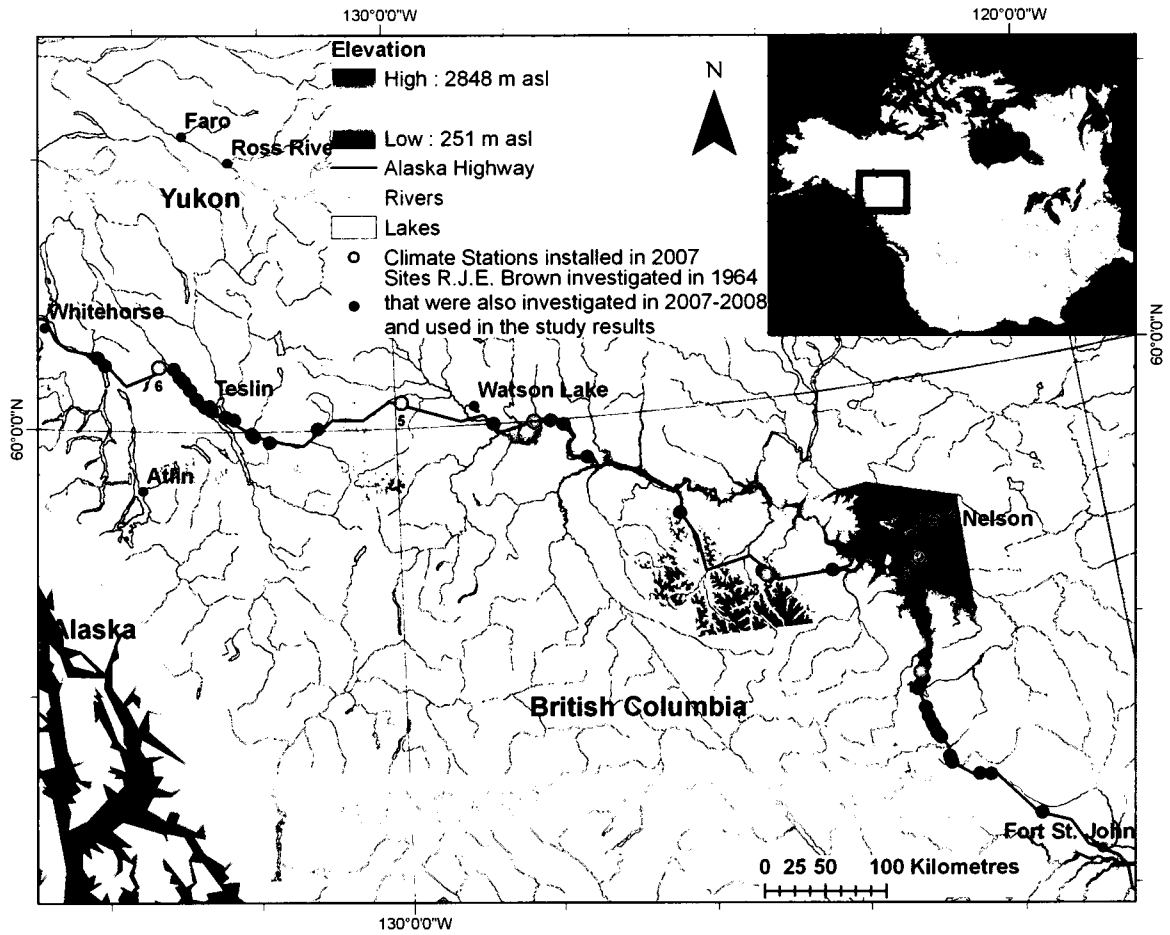 130°0'0"W
120°0'0"W
Elevation
High : 2848 m asl
Low : 251 m asl
Alaska Highway
Rivers
Lakes
Climate Stations installed in 2007
Sites R.J.E. Brown investigated in 1964
that were also investigated in 2007-2008
and used in the study results
N
Faro
Ross Rive
Yukon
Whitehorse
6
Teslin
Watson Lake
5
60°0'0"N
60°0'0"N
Atlin
Nelson
Alaska
British Columbia
Fort St. John
0 25 50 100 Kilometres
130°0'0"W